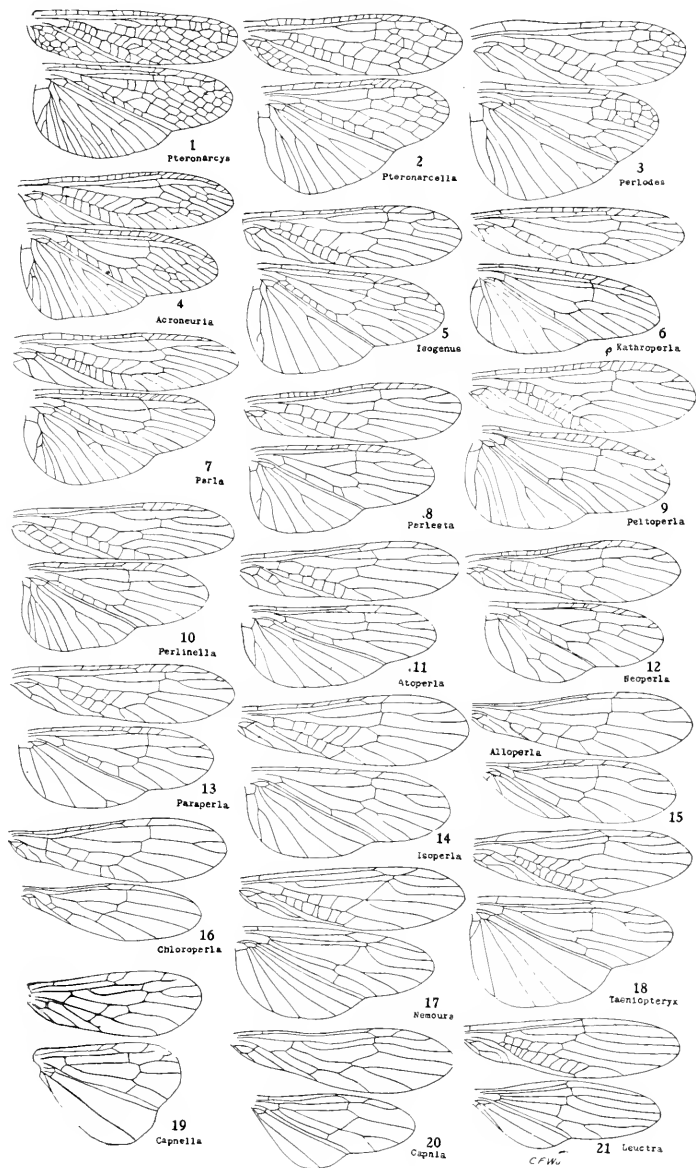 1
Pteronarcys
2
Pteronarcella
3
Perlodes
4
Acroneuria
5
Isogenus
6
Kathroperla
7
Perla
8
Perlesta
9
Peltoperla
10
Perlinella
11
Atoperla
12
Neoperla
13
Paraperla
14
Isoperla
Alloperla
15
16
Chloroperla
17
Nemoura
18
Taeniopteryx
19
Capnella
20
Capnia
21 Leuctra
C F Wu